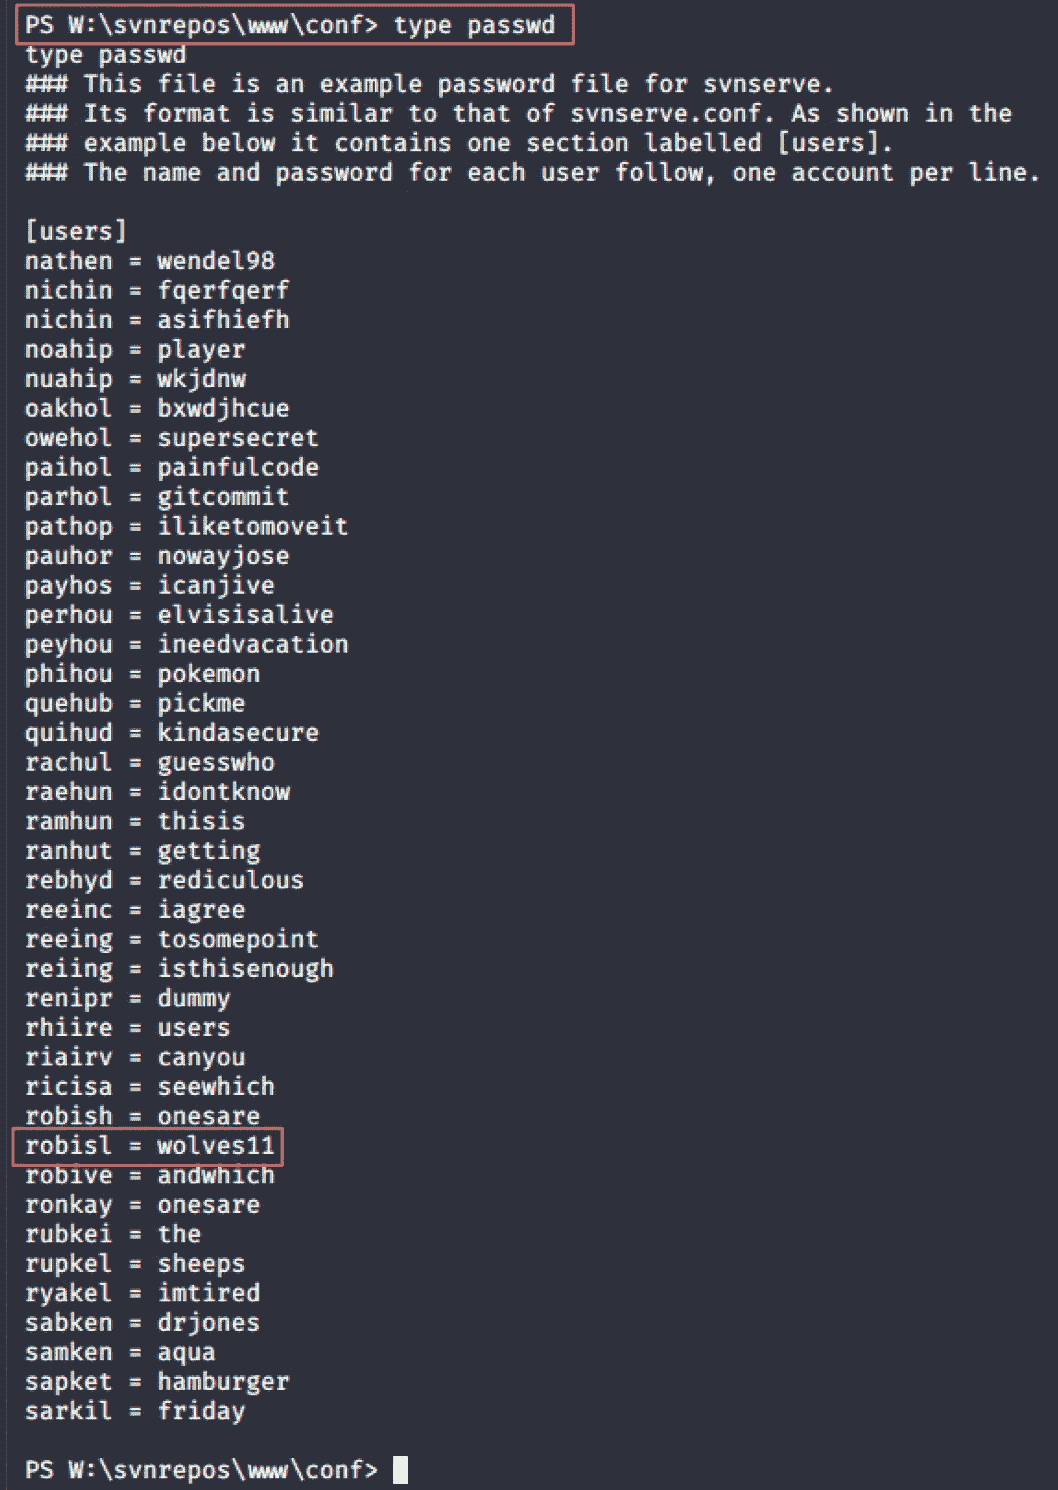 PS W:\svnrepos\www\conf> type passwd
type passwd
### This file is an example password file for svnserve.
### Its format is similar to that of svnserve.conf. As shown in the
### example below it contains one section labelled [users].
### The name and password for each user follow, one account per line.
[users]
nathen = wendel98
nichin = fqerfqerf
nichin = asifhiefh
noahip = player
nuahip = wkjdnw
oakhol = bxwdjhcue
owehol = supersecret
paihol = painfulcode
parhol = gitcommit
pathop = iliketomoveit
pauhor = nowayjose
payhos = icanjive
perhou = elvisisalive
peyhou = ineedvacation
phihou = pokemon
quehub = pickme
quihud = kindasecure
rachul = guesswho
raehun = idontknow
ramhun = thisis
ranhut = getting
rebhyd = rediculous
reeinc = iagree
reeing = tosomepoint
reiing = isthisenough
renipr = dummy
rhiire = users
riairv = canyou
ricisa = seewhich
robish = onesare
robisl = wolves11
robive = andwhich
ronkay = onesare
rubkei = the
rupkel = sheeps
ryakel = imtired
sabken = drjones
samken = aqua
sapket = hamburger
sarkil = friday
PS W:\svnrepos\www\conf>